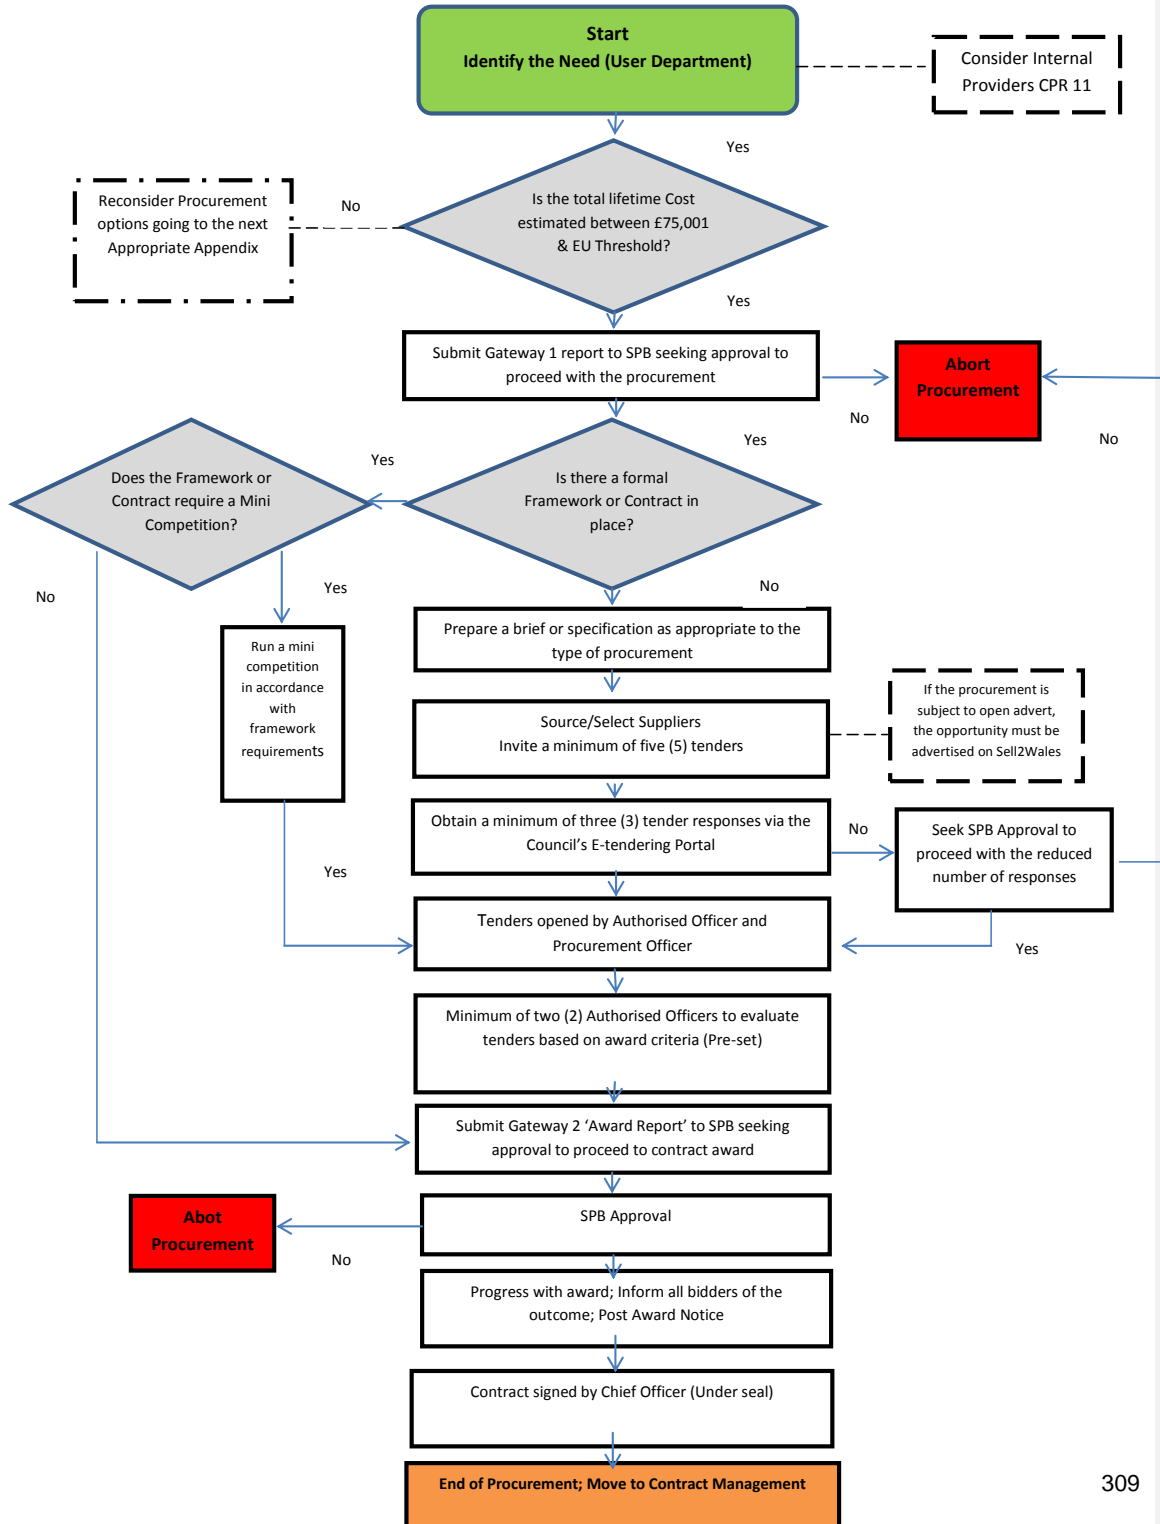 Start
Identify the Need (User Department)
Consider Internal
Providers CPR 11
Yes
Reconsider Procurement
options going to the next
Appropriate Appendix
No
Is the total lifetime Cost
estimated between £75,001
& EU Threshold?
Yes
Submit Gateway 1 report to SPB seeking approval to
proceed with the procurement
Abort
Procurement
No
No
Does the Framework or
Contract require a Mini
Competition?
Yes
Is there a formal
Framework or Contract in
place?
Yes
No
Yes
No
Run a mini
competition
in accordance
with
framework
requirements
Prepare a brief or specification as appropriate to the
type of procurement
Source/Select Suppliers
Invite a minimum of five (5) tenders
If the procurement is
subject to open advert,
the opportunity must be
advertised on Sell2Wales
Obtain a minimum of three (3) tender responses via the
Council's E-tendering Portal
No
Seek SPB Approval to
proceed with the reduced
number of responses
Yes
Tenders opened by Authorised Officer and
Procurement Officer
Yes
Minimum of two (2) Authorised Officers to evaluate
tenders based on award criteria (Pre-set)
Submit Gateway 2 ‘Award Report’ to SPB seeking
approval to proceed to contract award
Abot
Procurement
No
SPB Approval
Progress with award; Inform all bidders of the
outcome; Post Award Notice
Contract signed by Chief Officer (Under seal)
End of Procurement; Move to Contract Management
309